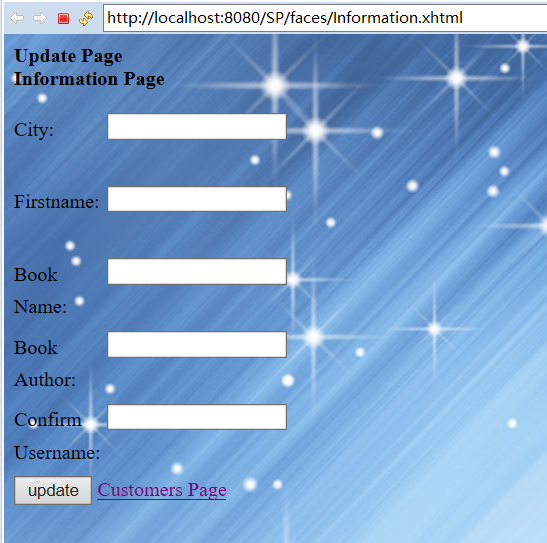 http://localhost:8080/SP/faces/Information.xhtml
Update Page
Information Page
City:
Firstname:
Book
Name:
Book
Author:
Confirm
Username:
update Customers Page